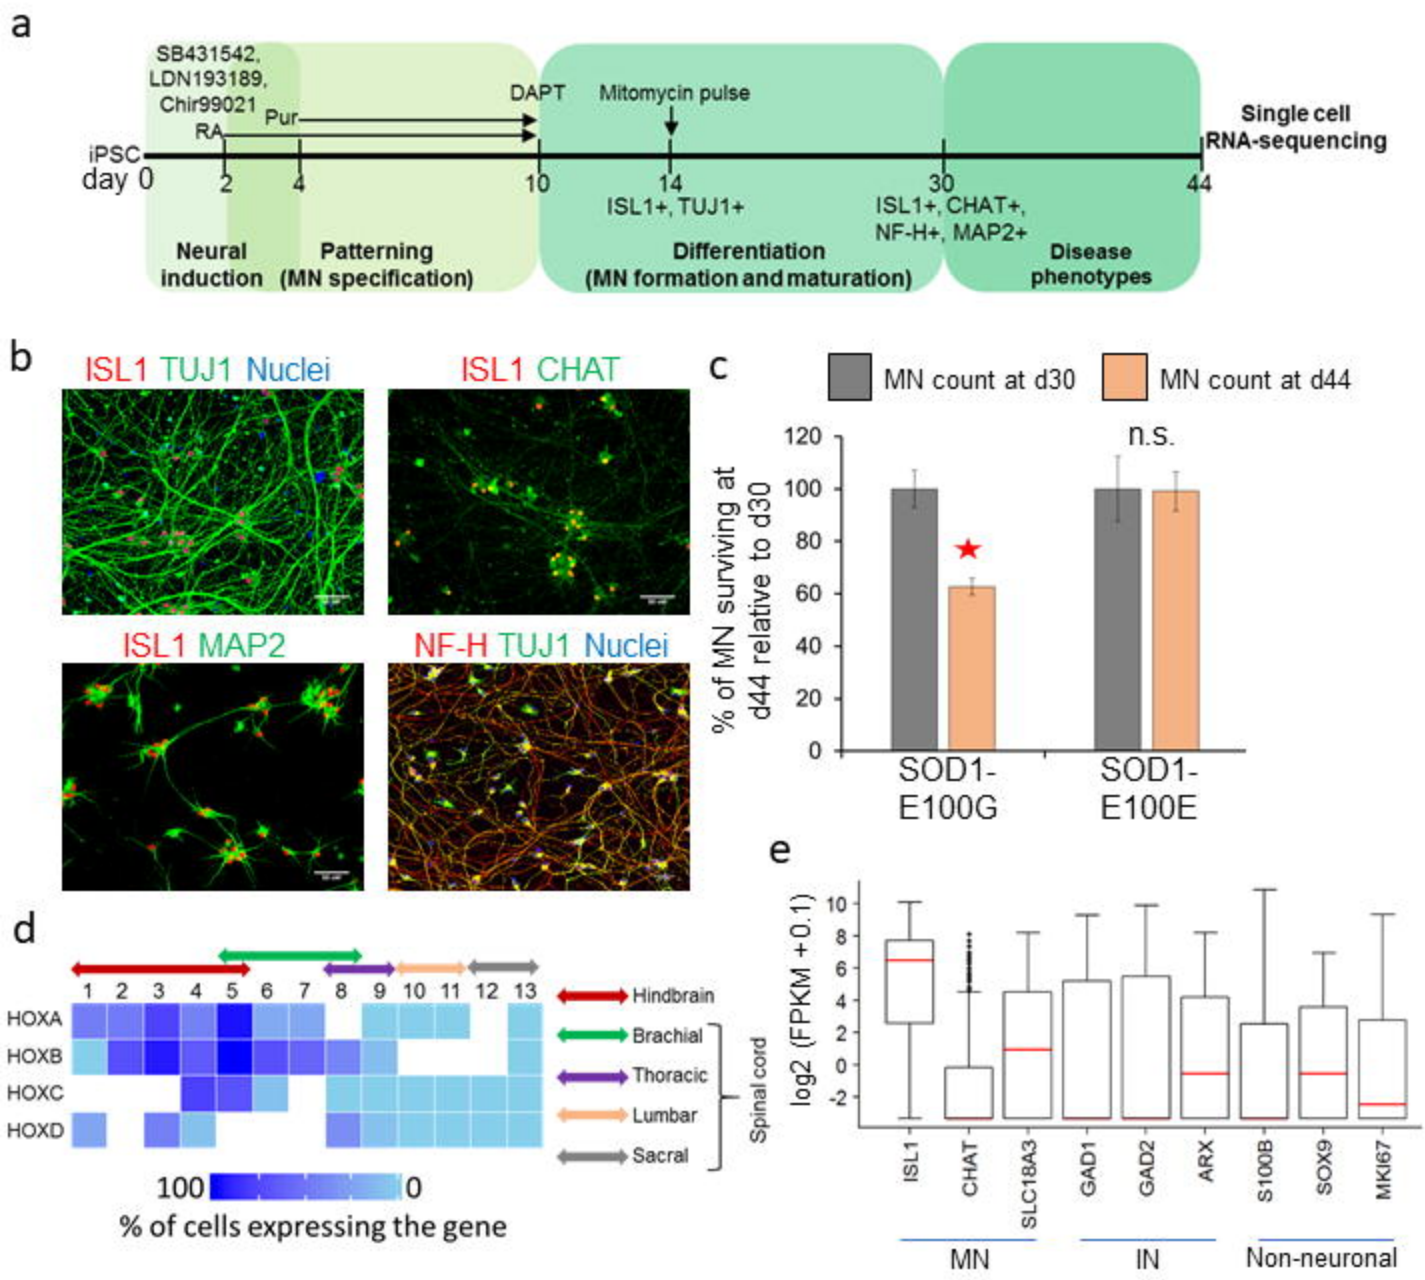 a
SB431542,
LDN193189,
Chir99021
Pur
RA
DAPT
Mitomycin pulse
Single cell
RNA-sequencing
iPSC
day 0 2 4 10 14 30 44
ISL1+, TUJ1+
ISL1+, CHAT+,
NF-H+, MAP2+
Neural
induction
Patterning
(MN specification)
Differentiation
(MN formation and maturation)
Disease
phenotypes
b
ISL1 TUJ1 Nuclei
ISL1 CHAT
ISL1 MAP2
NF-H TUJ1 Nuclei
c
MN count at d30
MN count at d44
% of MN surviving at
d44 relative to d30
120
100
80
60
40
20
0
n.s.
SOD1-
E100G
SOD1-
E100E
d
1 2 3 4 5 6 7 8 9 10 11 12 13
HOXA
HOXB
HOXC
HOXD
Hindbrain
Brachial
Thoracic
Lumbar
Sacral
Spinal cord
100 0
% of cells expressing the gene
e
log2 (FPKM +0.1)
10
8
6
4
2
0
-2
ISL1
CHAT
SLC18A3
GAD1
GAD2
ARX
S100B
SOX9
MKI67
MN
IN
Non-neuronal